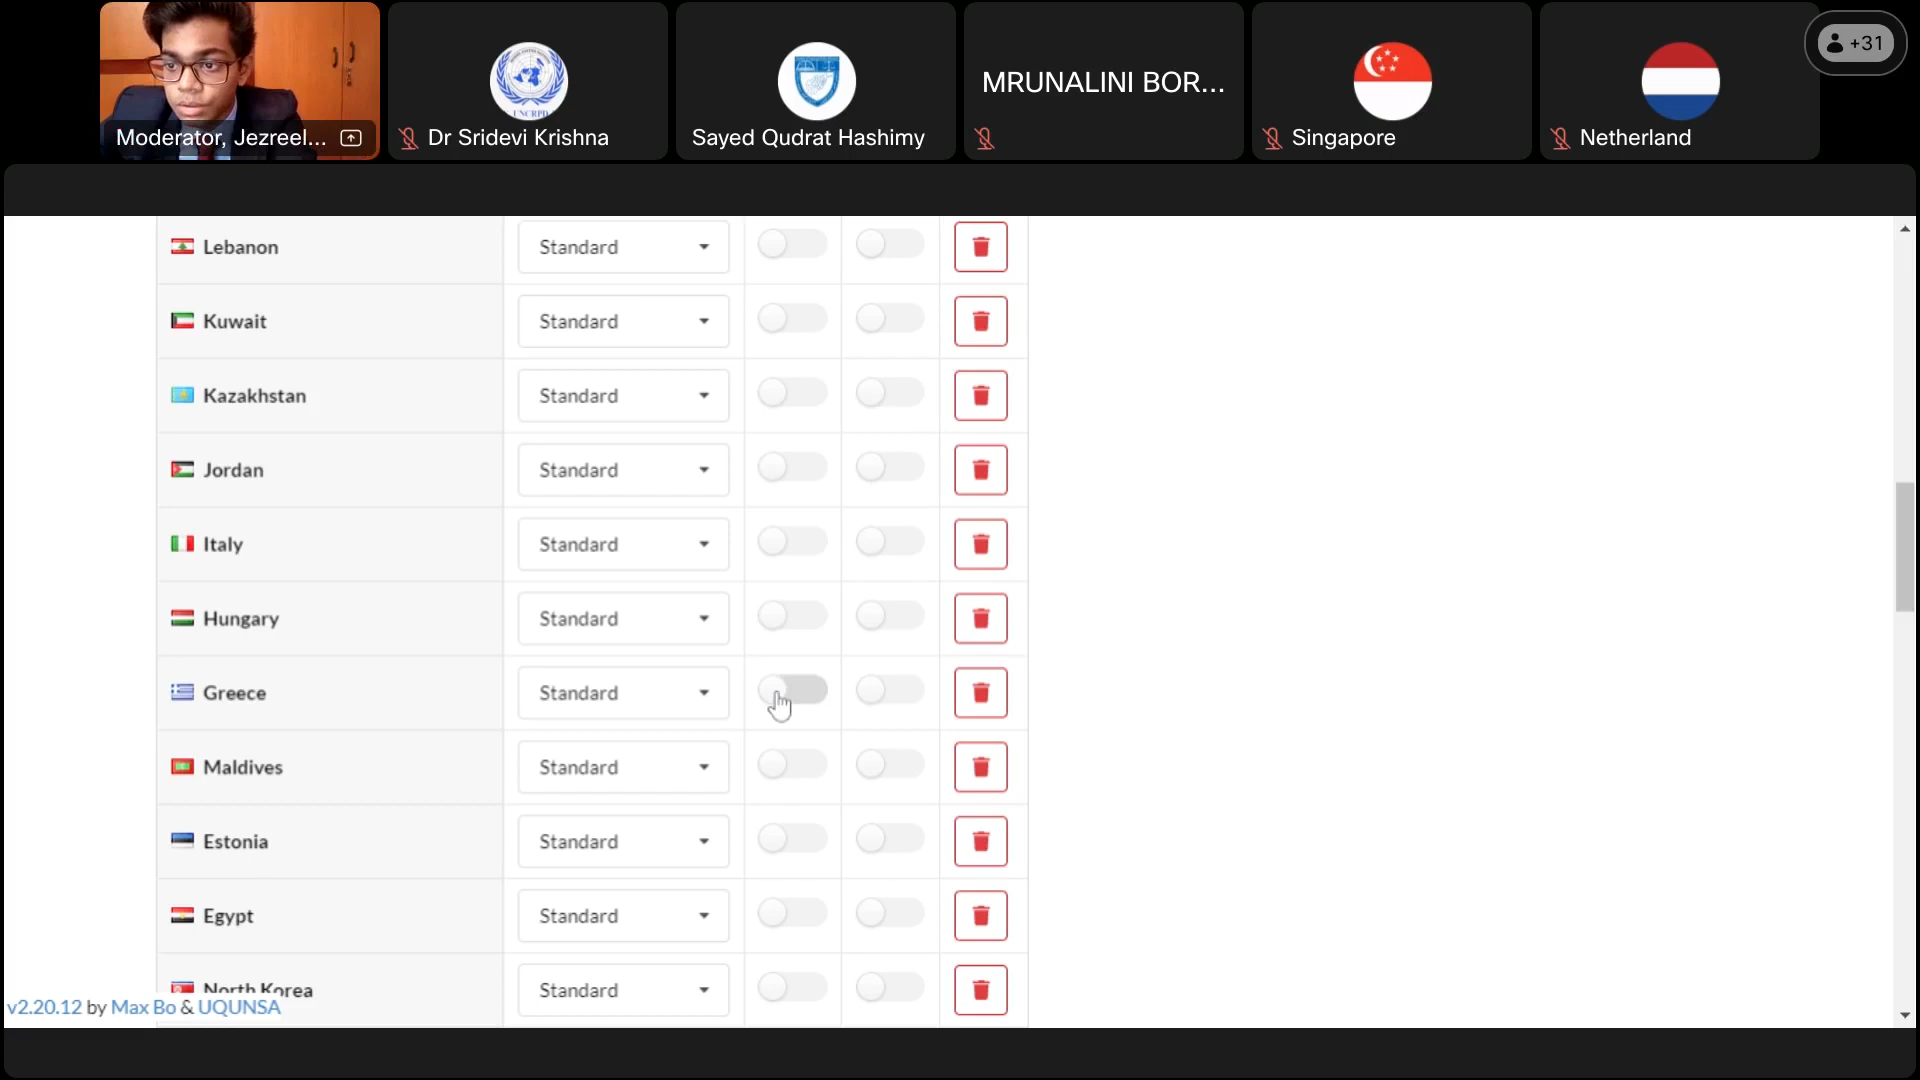 Moderator, Jezreel...
Dr Sridevi Krishna
Sayed Qudrat Hashimy
MRUNALINI BOR...
Singapore
Netherland
+31
UNCRPD
Lebanon Standard
Kuwait Standard
Kazakhstan Standard
Jordan Standard
Italy Standard
Hungary Standard
Greece Standard
Maldives Standard
Estonia Standard
Egypt Standard
North Korea Standard
v2.20.12 by Max Bo & UQUNSA